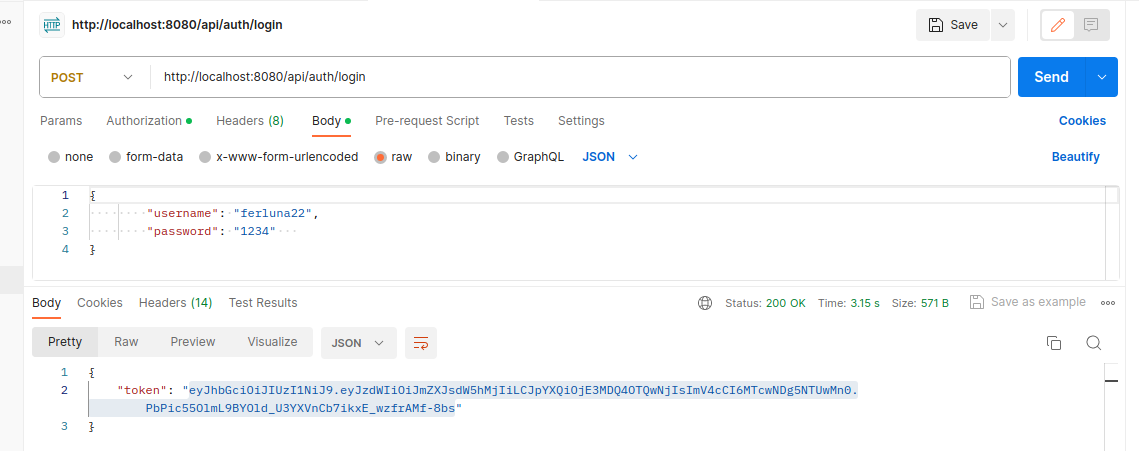 HTTP http://localhost:8080/api/auth/login Save
POST http://localhost:8080/api/auth/login Send
Params Authorization Headers (8) Body Pre-request Script Tests Settings Cookies
none form-data x-www-form-urlencoded raw binary GraphQL JSON Beautify
1 {
2 "username": "ferluna22",
3 "password": "1234"
4 }
Body Cookies Headers (14) Test Results Status: 200 OK Time: 3.15 s Size: 571 B Save as example
Pretty Raw Preview Visualize JSON
1 {
2 "token": "eyJhbGciOiJIUzI1NiJ9.eyJzdWIiOiJmZXJsdW5hMjIiLCJpYXQiOjE3MDQ4OTQwNjIsImV4cCI6MTcwNDg5NTUwMn0.
PbPic55OlmL9BYOld_U3YXVnCb7ikxE_wzfrAMf-8bs"
3 }